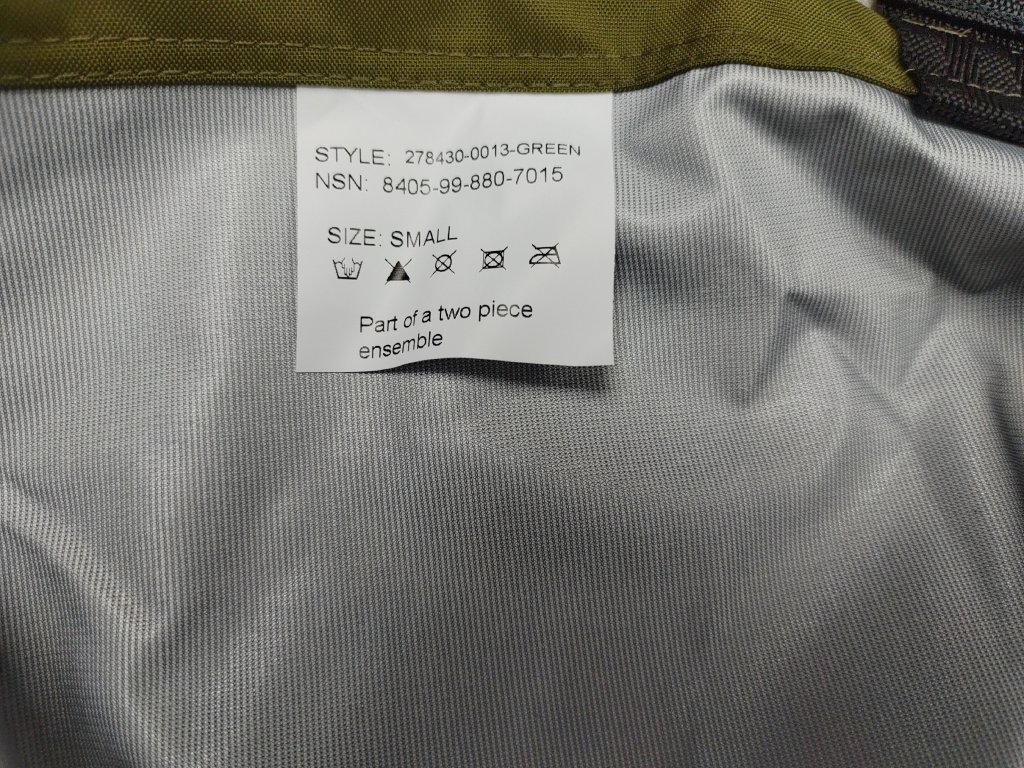 STYLE: 278430-0013-GREEN
NSN: 8405-99-880-7015
SIZE: SMALL
Part of a two piece
ensemble